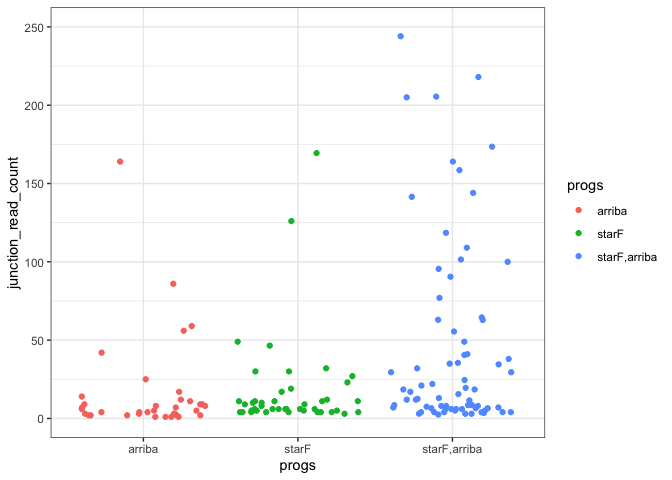 250
200
150
100
50
0
junction_read_count
arriba
starF
starF,arriba
progs
progs
arriba
starF
starF,arriba